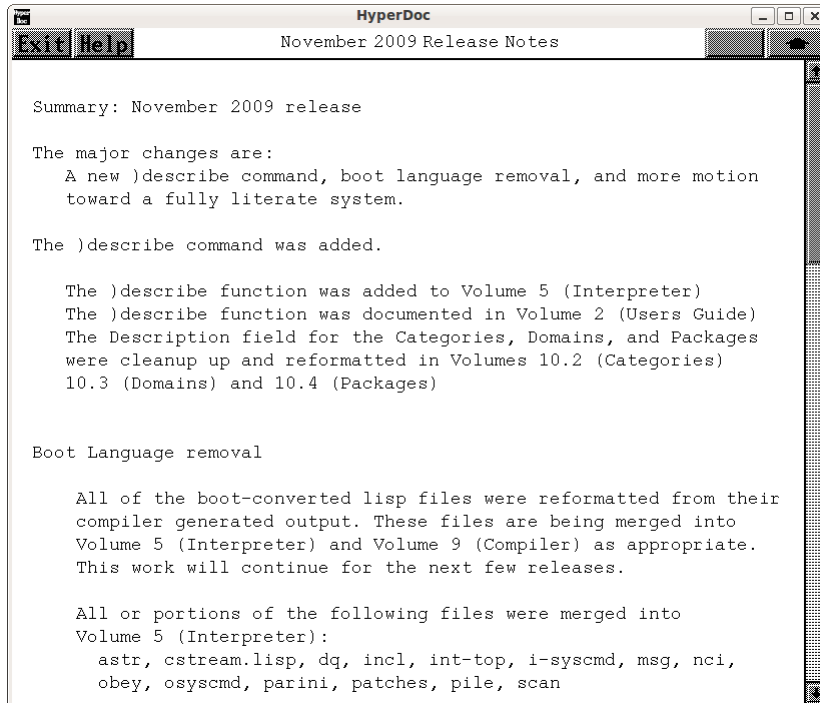 Hyper Doc
HyperDoc
Exit Help
November 2009 Release Notes
Summary: November 2009 release
The major changes are:
A new )describe command, boot language removal, and more motion
toward a fully literate system.
The )describe command was added.
The )describe function was added to Volume 5 (Interpreter)
The )describe function was documented in Volume 2 (Users Guide)
The Description field for the Categories, Domains, and Packages
were cleanup up and reformatted in Volumes 10.2 (Categories)
10.3 (Domains) and 10.4 (Packages)
Boot Language removal
All of the boot-converted lisp files were reformatted from their
compiler generated output. These files are being merged into
Volume 5 (Interpreter) and Volume 9 (Compiler) as appropriate.
This work will continue for the next few releases.
All or portions of the following files were merged into
Volume 5 (Interpreter):
astr, cstream.lisp, dq, incl, int-top, i-syscmd, msg, nci,
obey, osyscmd, parini, patches, pile, scan